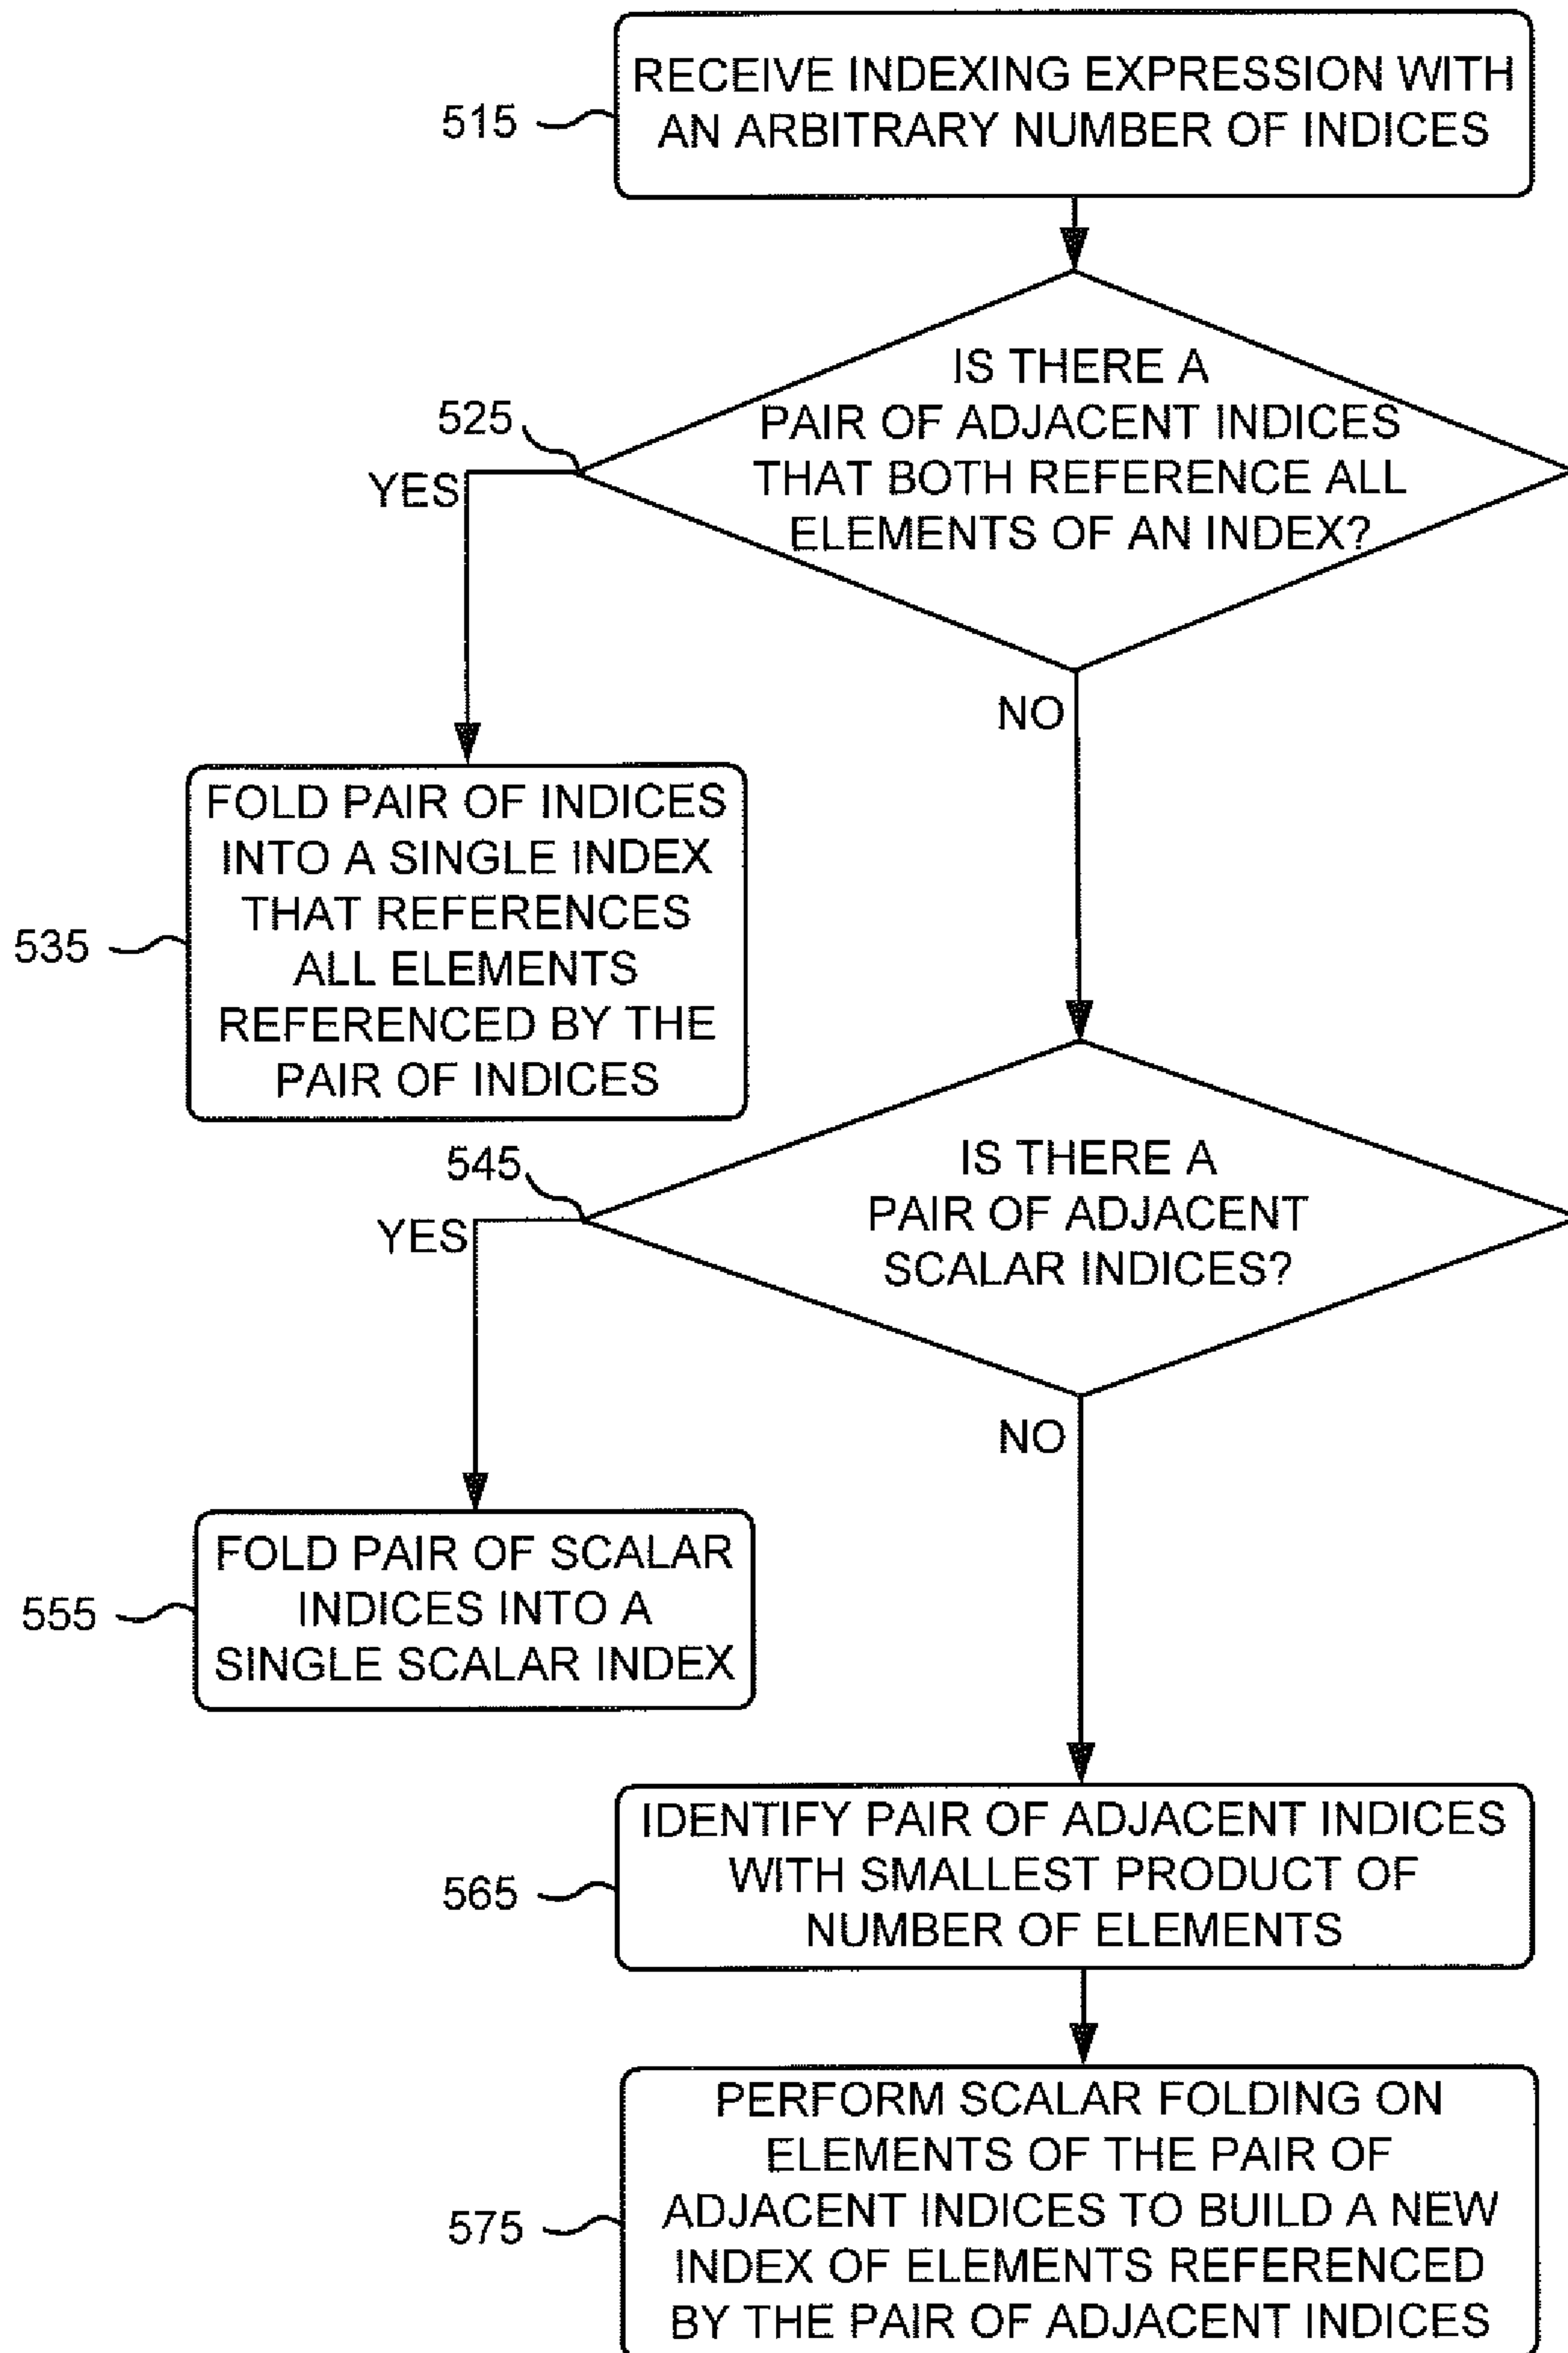 RECEIVE INDEXING EXPRESSION WITH
AN ARBITRARY NUMBER OF INDICES
515
IS THERE A
PAIR OF ADJACENT INDICES
THAT BOTH REFERENCE ALL
ELEMENTS OF AN INDEX?
525
YES
NO
FOLD PAIR OF INDICES
INTO A SINGLE INDEX
THAT REFERENCES
ALL ELEMENTS
REFERENCED BY THE
PAIR OF INDICES
535
IS THERE A
PAIR OF ADJACENT
SCALAR INDICES?
545
YES
NO
FOLD PAIR OF SCALAR
INDICES INTO A
SINGLE SCALAR INDEX
555
IDENTIFY PAIR OF ADJACENT INDICES
WITH SMALLEST PRODUCT OF
NUMBER OF ELEMENTS
565
PERFORM SCALAR FOLDING ON
ELEMENTS OF THE PAIR OF
ADJACENT INDICES TO BUILD A NEW
INDEX OF ELEMENTS REFERENCED
BY THE PAIR OF ADJACENT INDICES
575